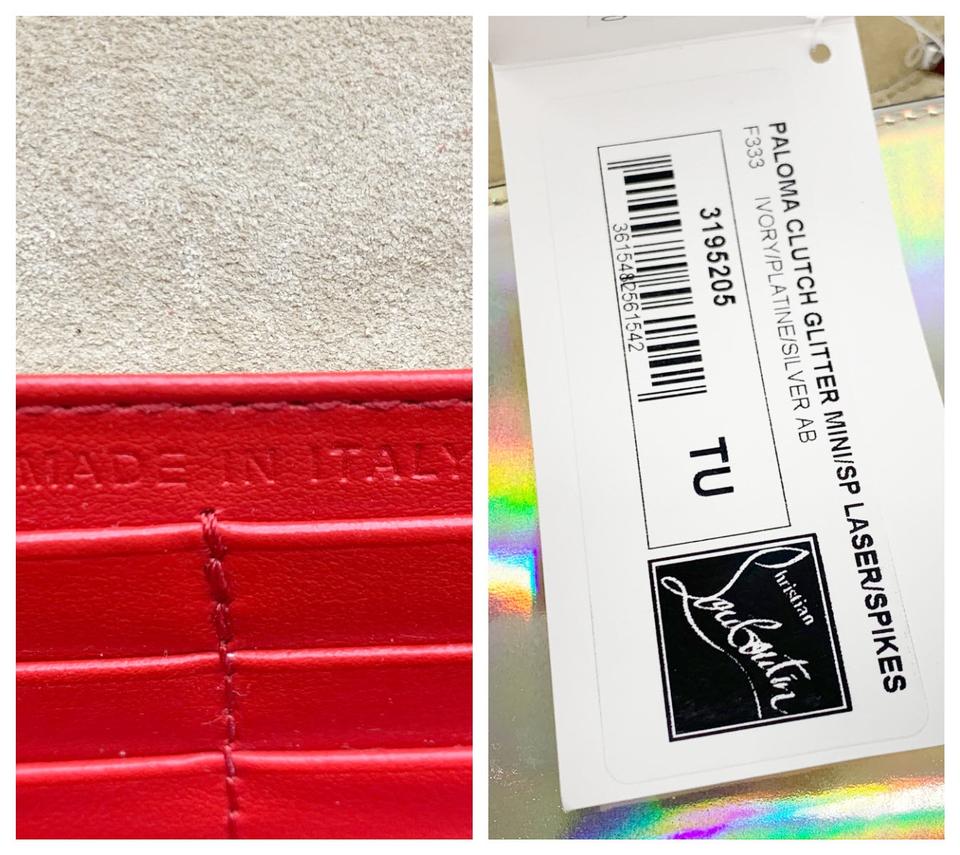 MADE IN ITALY
PALOMA CLUTCH GLITTER MINI/SP LASER/SPIKES
F333 IVORY/PLATINE/SILVER AB
3195205
TU
3615482561542
Christian
Louboutin